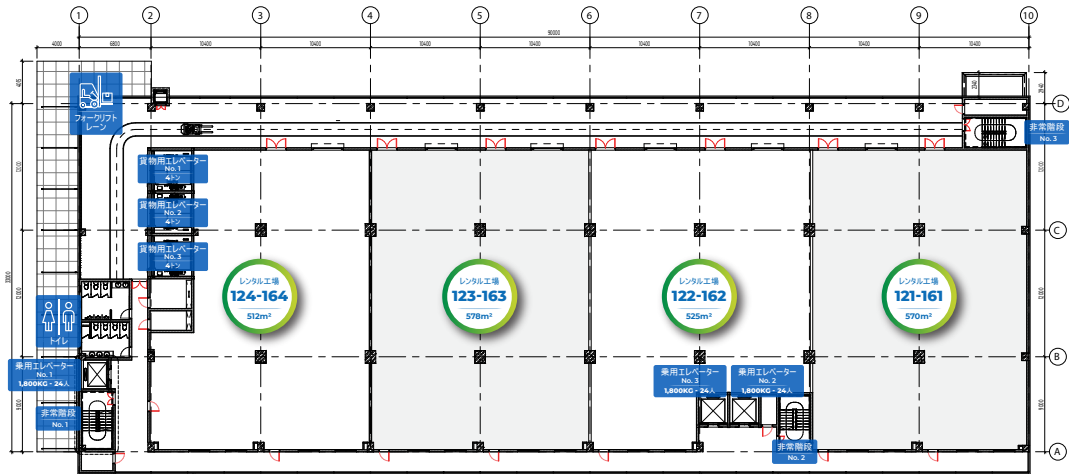 1
2
3
4
5
6
7
8
9
10
90000
4000
6800
10400
10400
10400
10400
10400
10400
10400
10400
2940
2940
D
C
B
A
12000
12000
9000
12000
9000
フォークリフト
レーン
非常階段
No. 3
貨物用エレベーター
No. 1
4トン
貨物用エレベーター
No. 2
4トン
貨物用エレベーター
No. 3
4トン
レンタル工場
124-164
512m²
レンタル工場
123-163
578m²
レンタル工場
122-162
525m²
レンタル工場
121-161
570m²
トイレ
乗用エレベーター
No. 1
1,800KG - 24人
非常階段
No. 1
乗用エレベーター
No. 3
1,800KG - 24人
乗用エレベーター
No. 2
1,800KG - 24人
非常階段
No. 2